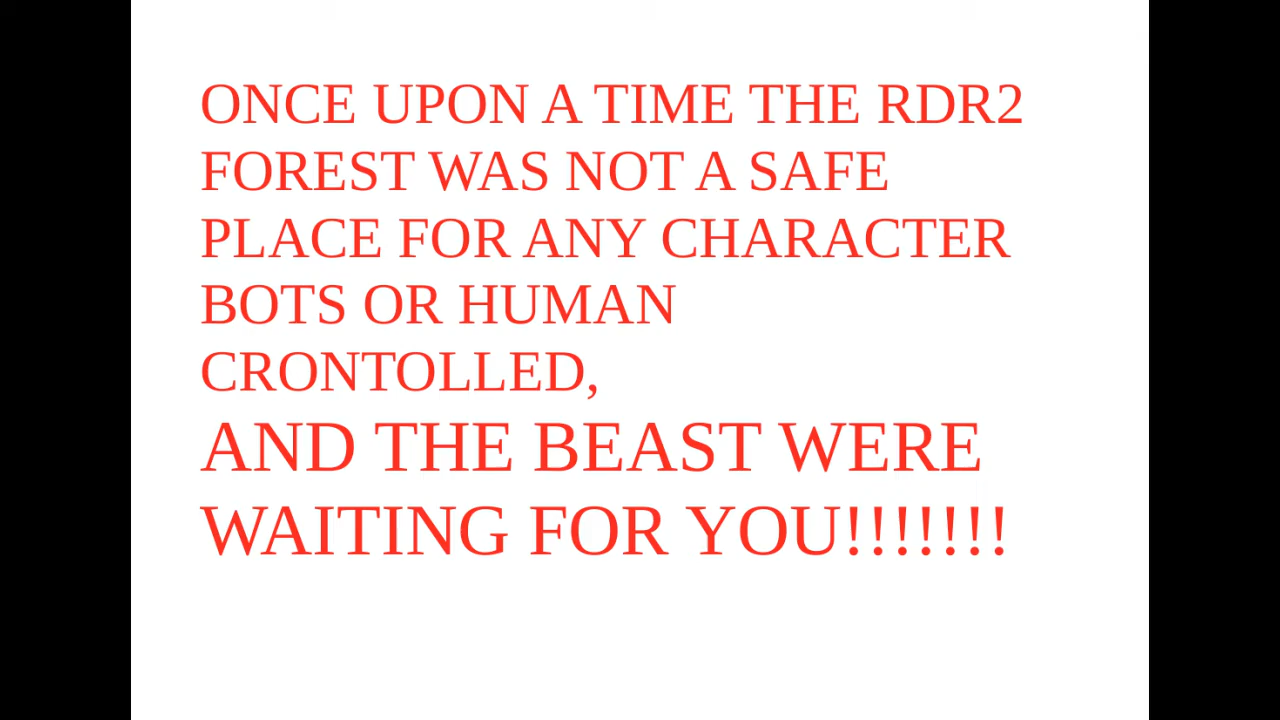 ONCE UPON A TIME THE RDR2
FOREST WAS NOT A SAFE
PLACE FOR ANY CHARACTER
BOTS OR HUMAN
CRONTOLLED,
AND THE BEAST WERE
WAITING FOR YOU!!!!!!!